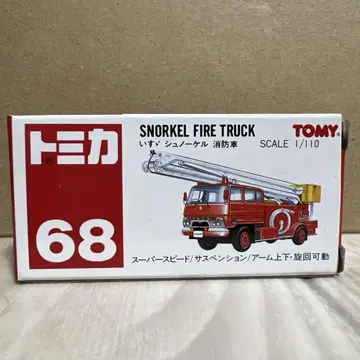 トミカ
68
SNORKEL FIRE TRUCK
TOMY
いすゞ シュノーケル 消防車
SCALE 1/110
スーパースピード/サスペンション/アーム上下・旋回可動